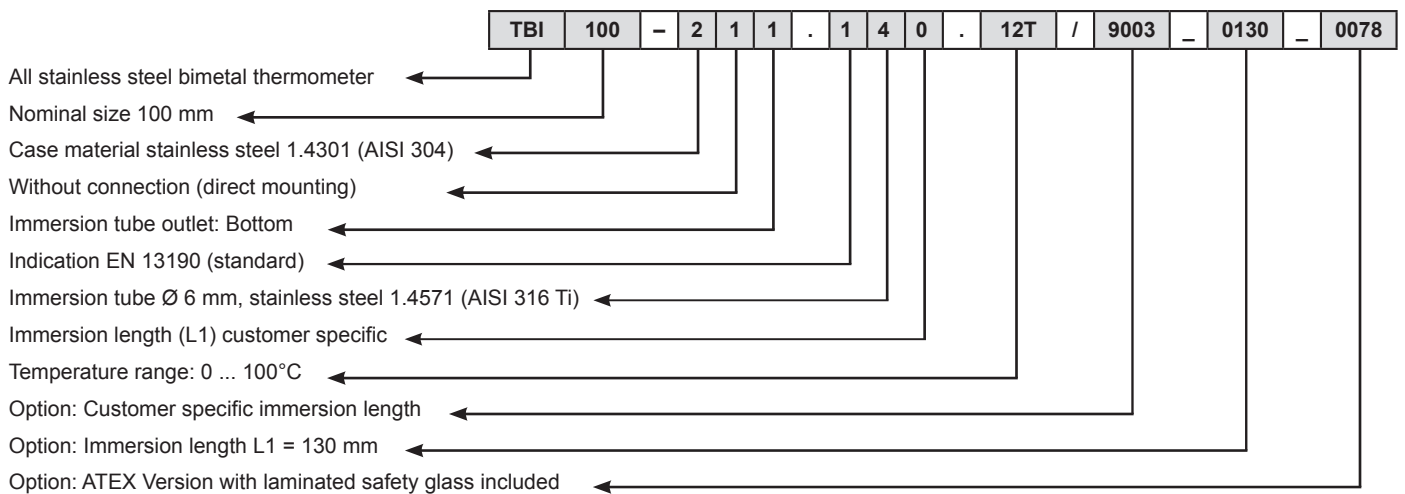 TBI 100 – 2 1 1 . 1 4 0 . 12T / 9003 _ 0130 _ 0078
All stainless steel bimetal thermometer
Nominal size 100 mm
Case material stainless steel 1.4301 (AISI 304)
Without connection (direct mounting)
Immersion tube outlet: Bottom
Indication EN 13190 (standard)
Immersion tube Ø 6 mm, stainless steel 1.4571 (AISI 316 Ti)
Immersion length (L1) customer specific
Temperature range: 0 ... 100°C
Option: Customer specific immersion length
Option: Immersion length L1 = 130 mm
Option: ATEX Version with laminated safety glass included